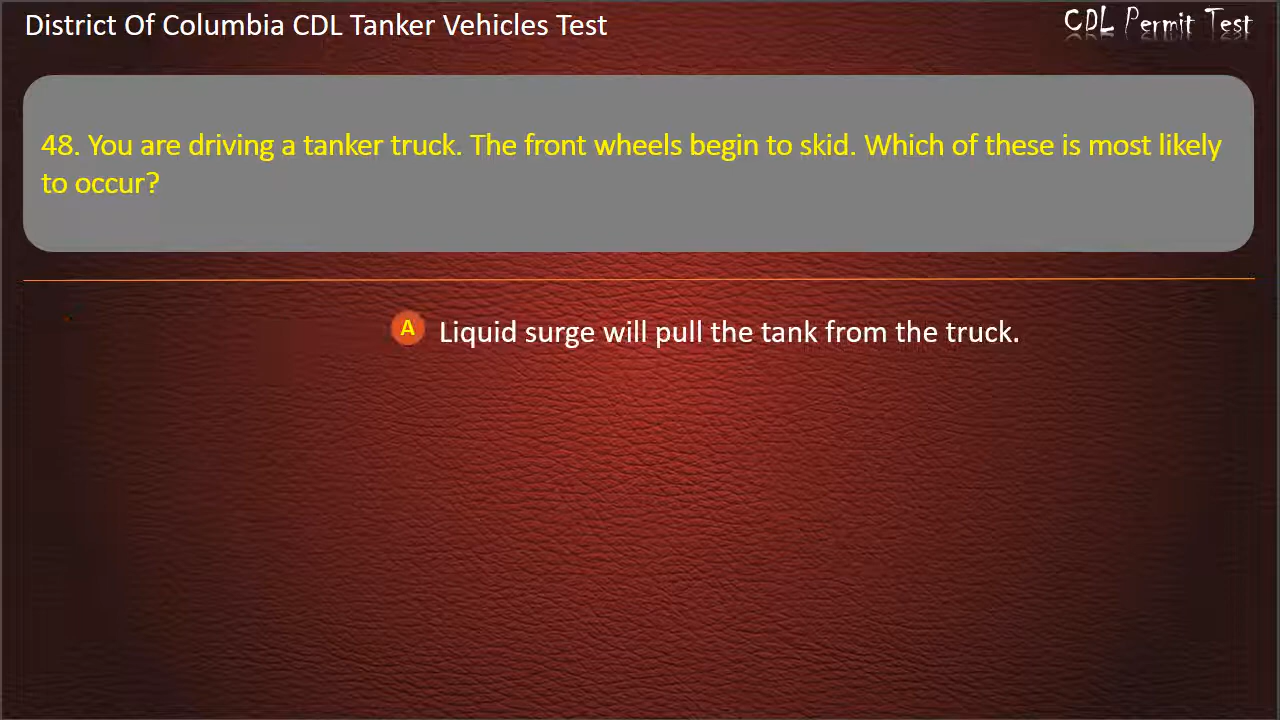 District Of Columbia CDL Tanker Vehicles Test
CDL Permit Test
48. You are driving a tanker truck. The front wheels begin to skid. Which of these is most likely
to occur?
A Liquid surge will pull the tank from the truck.